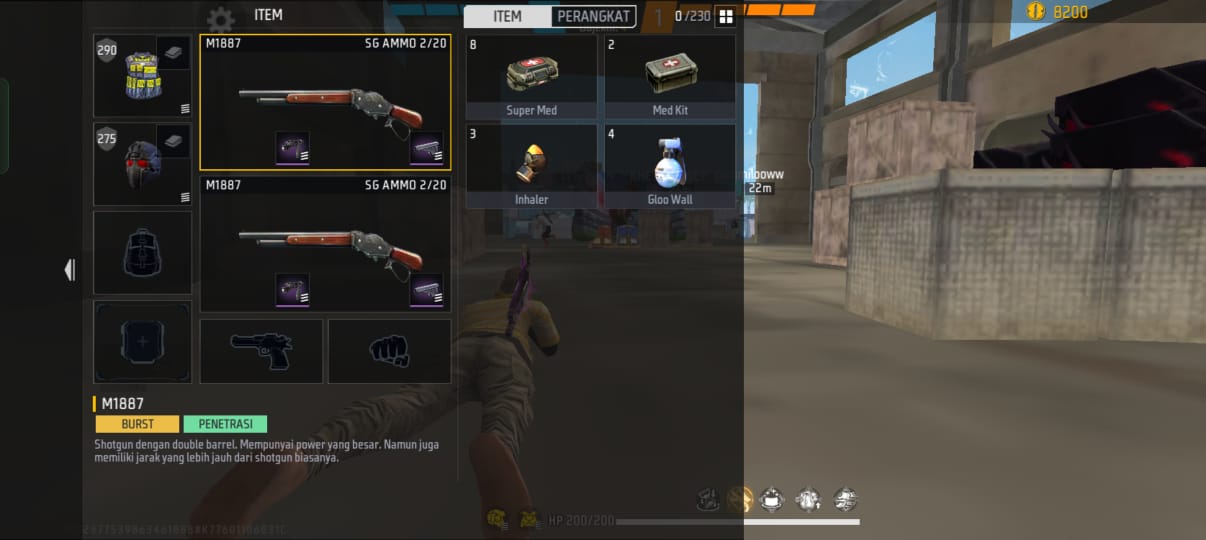 ITEM
ITEM
PERANGKAT
1
0/230
8200
290
M1887
SG AMMO 2/20
8
Super Med
2
Med Kit
275
M1887
SG AMMO 2/20
3
Inhaler
4
Gloo Wall
22m
M1887
BURST
PENETRASI
Shotgun dengan double barrel. Mempunyai power yang besar. Namun juga
memiliki jarak yang lebih jauh dari shotgun biasanya.
HP 200/200